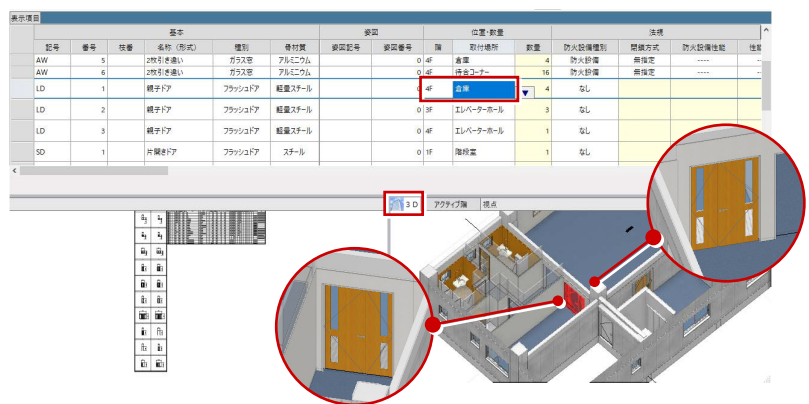 表示項目
基本 姿図 位置・数量 法規
記号 番号 枝番 名称（形式） 種別 骨材質 姿図記号 姿図番号 階 取付場所 数量 防火設備種別 閉鎖方式 防火設備性能
AW 5 2枚引き違い ガラス窓 アルミニウム 0 4F 倉庫 4 防火設備 無指定 ----
AW 6 2枚引き違い ガラス窓 アルミニウム 0 4F 待合コーナー 16 防火設備 無指定 ----
LD 1 親子ドア フラッシュドア 軽量スチール 0 4F 倉庫 4 なし
LD 2 親子ドア フラッシュドア 軽量スチール 0 3F エレベーターホール 3 なし
LD 3 親子ドア フラッシュドア 軽量スチール 0 4F エレベーターホール 1 なし
SD 1 片開きドア フラッシュドア スチール 0 1F 階段室 1 なし
3D アクティブ階 視点